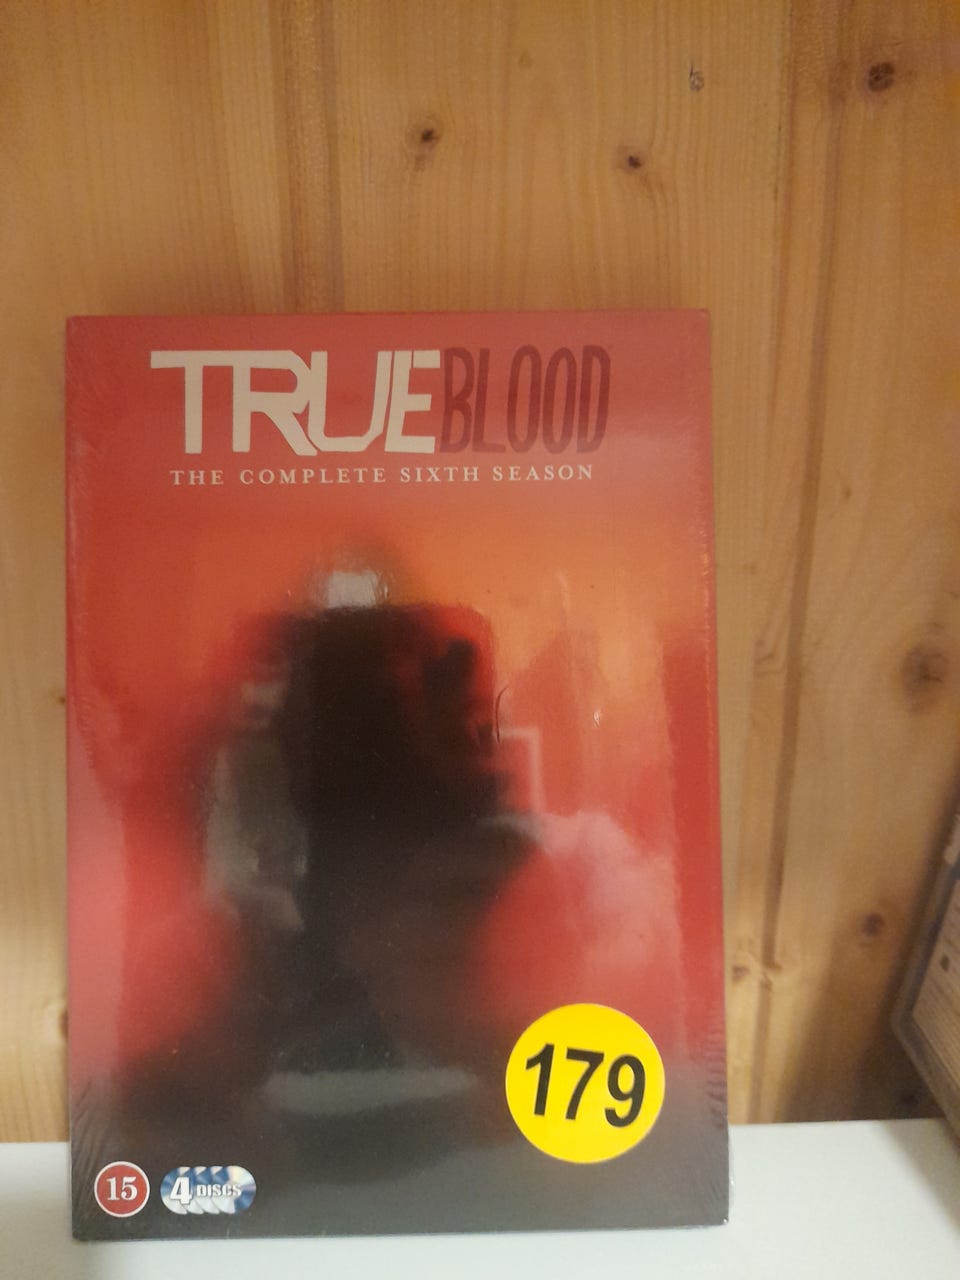 TRUEBLOOD
THE COMPLETE SIXTH SEASON
179
15
4 DISCS